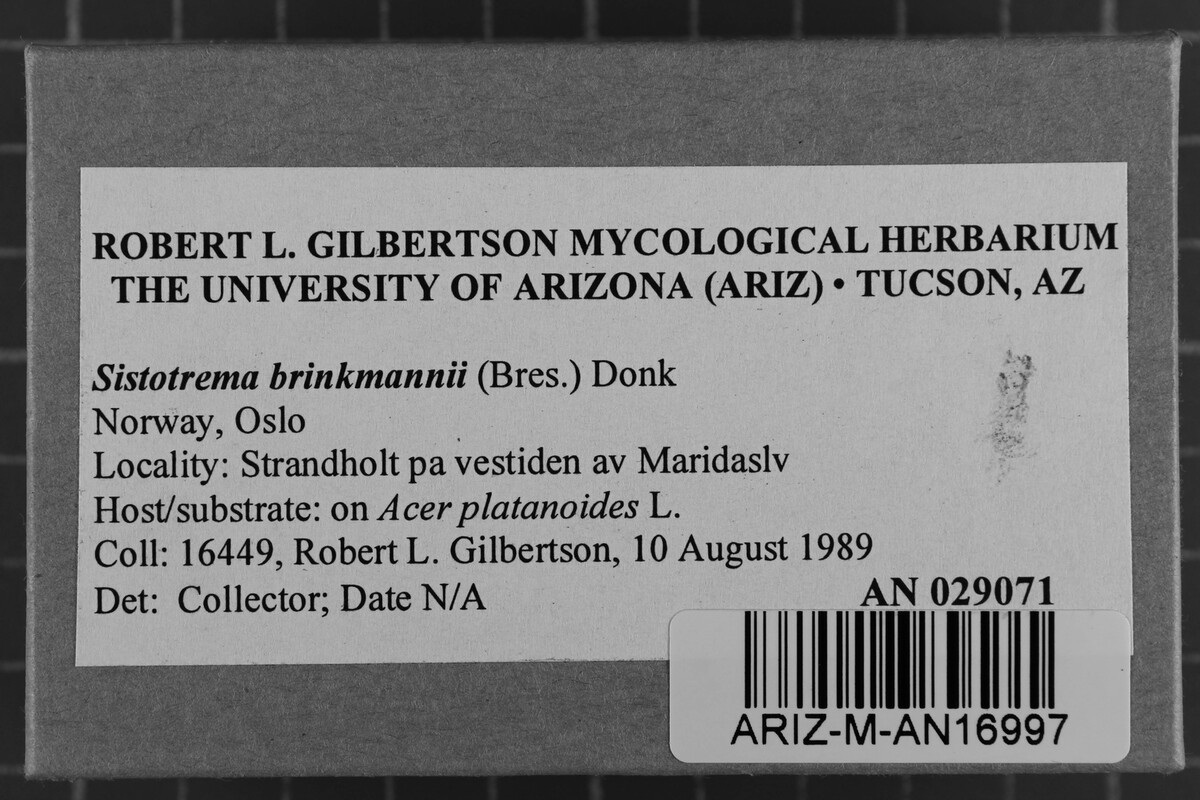 ROBERT L. GILBERTSON MYCOLOGICAL HERBARIUM
THE UNIVERSITY OF ARIZONA (ARIZ) • TUCSON, AZ
Sistotrema brinkmannii (Bres.) Donk
Norway, Oslo
Locality: Strandholt pa vestiden av Maridaslv
Host/substrate: on Acer platanoides L.
Coll: 16449, Robert L. Gilbertson, 10 August 1989
Det: Collector; Date N/A
AN 029071
ARIZ-M-AN16997